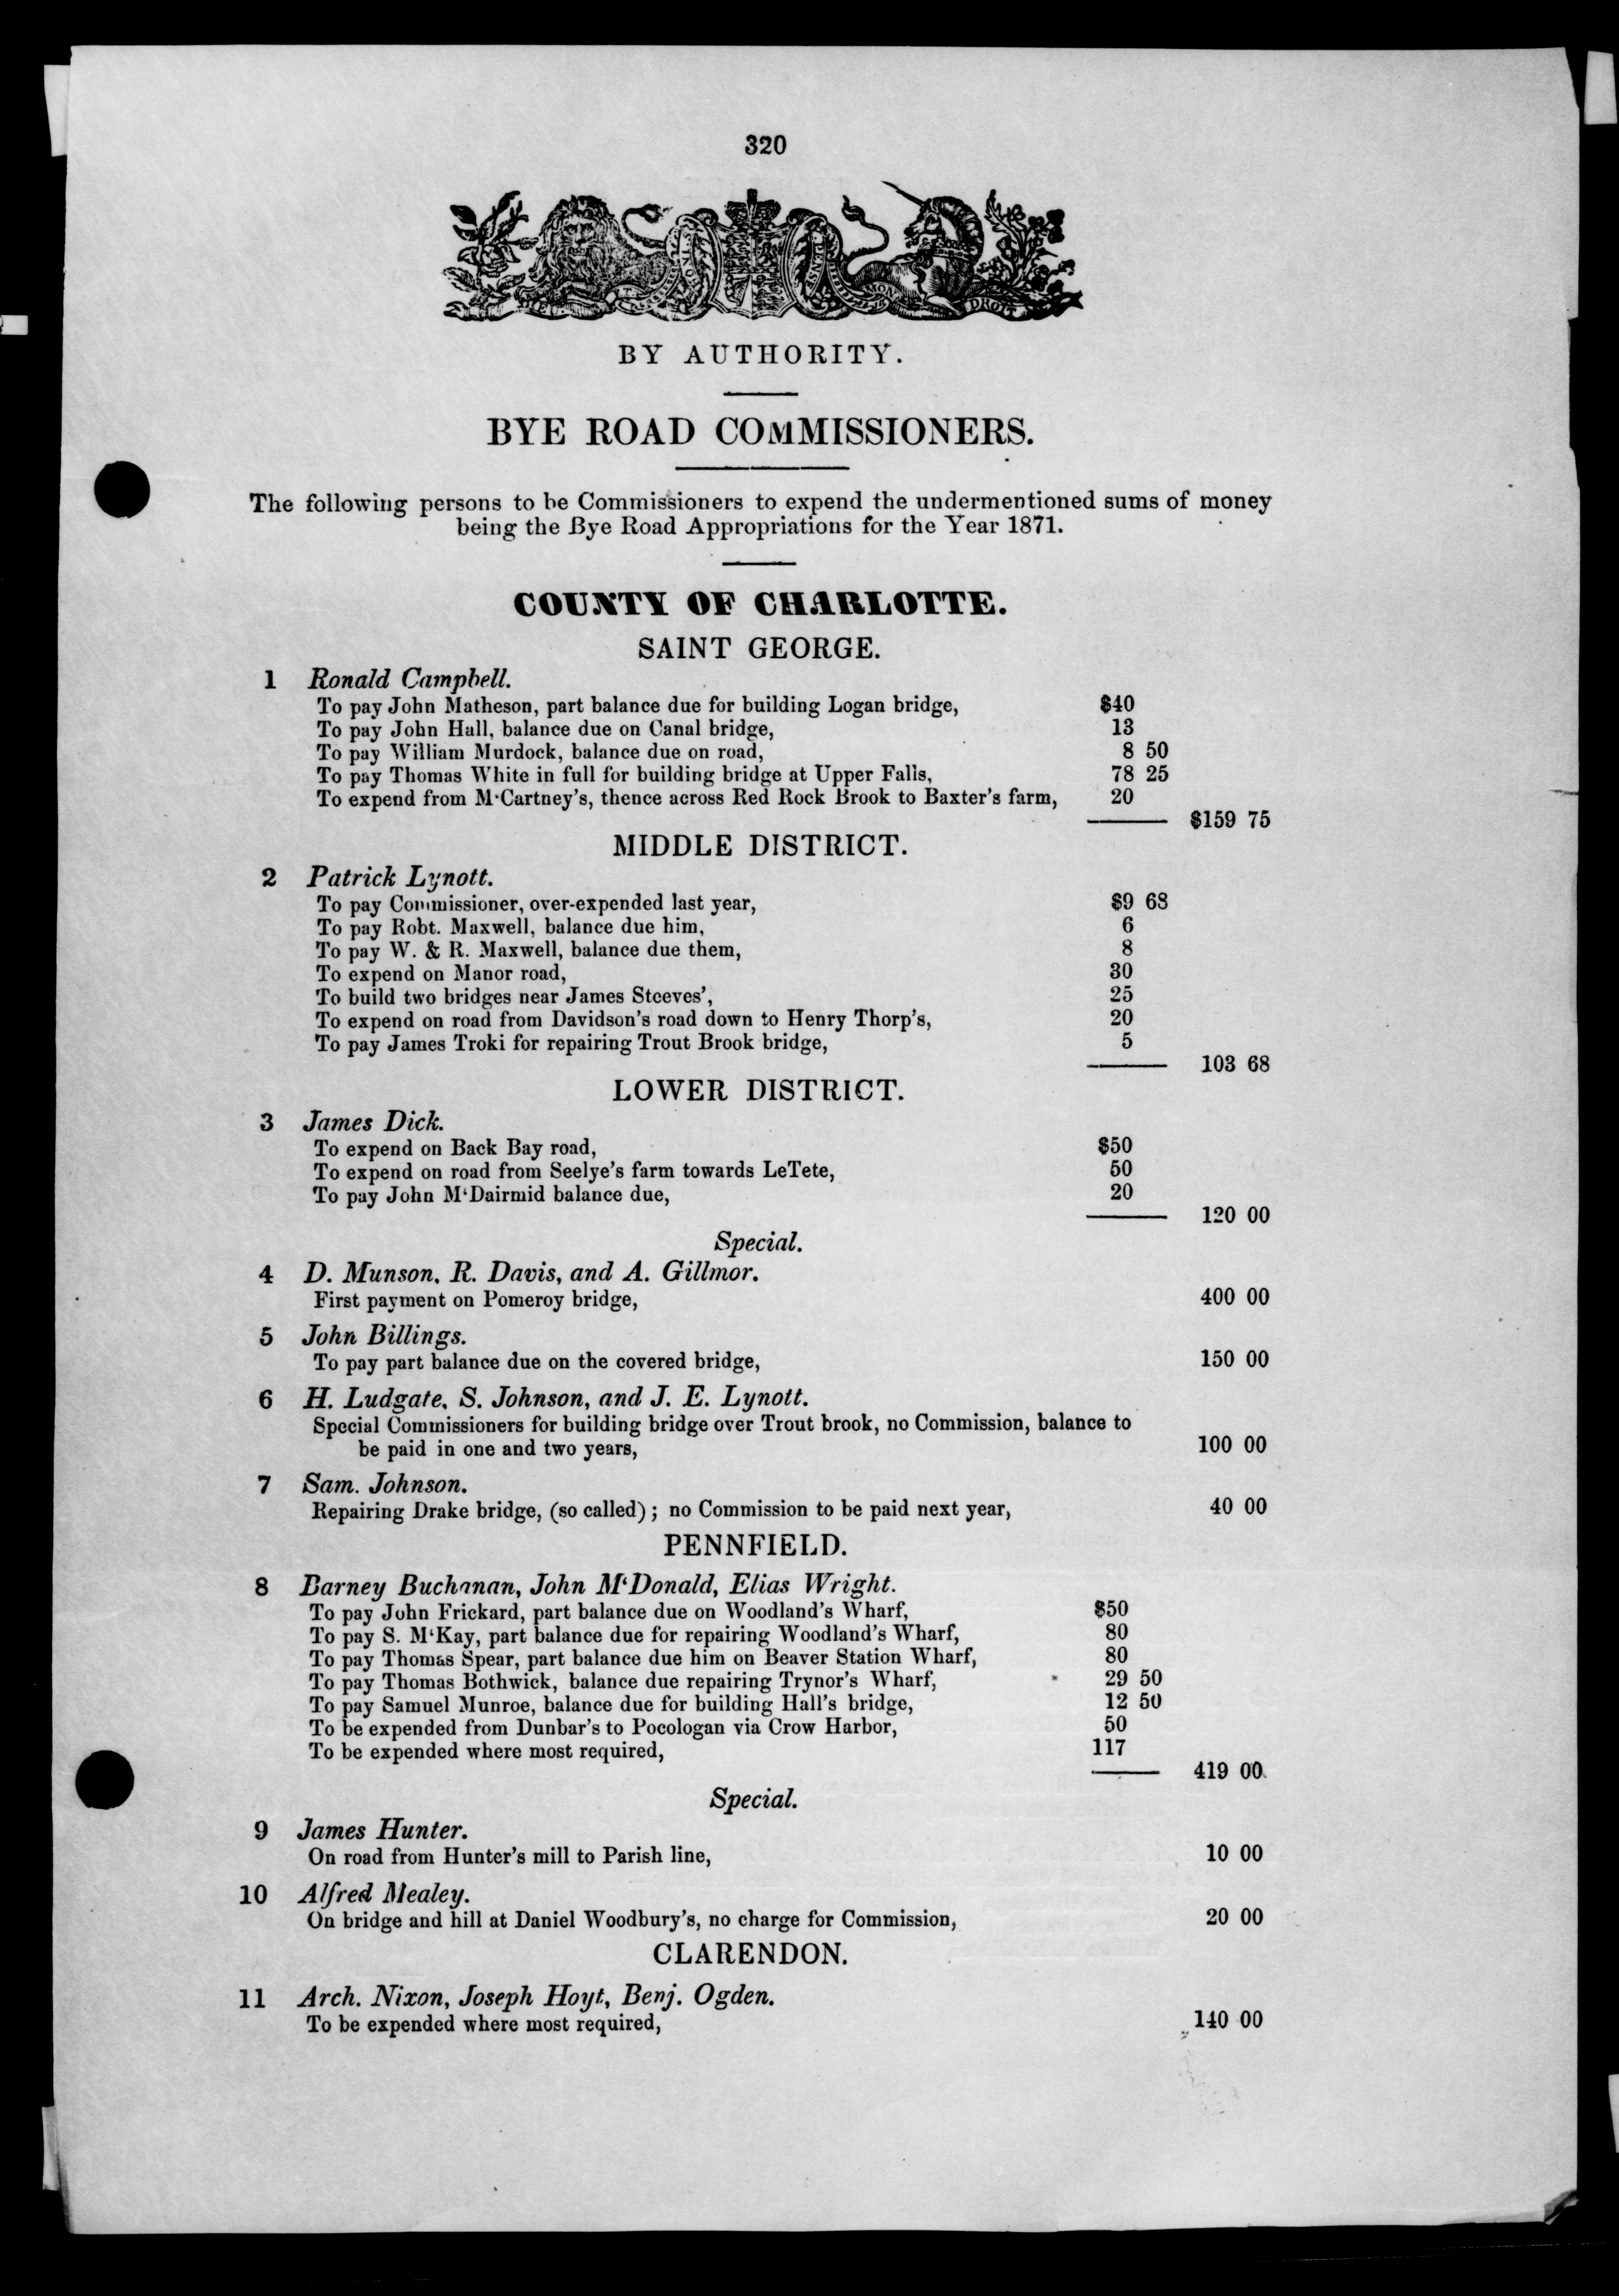 320
DIEU ET MON DROIT
BY AUTHORITY.
BYE ROAD COMMISSIONERS.
The following persons to be Commissioners to expend the undermentioned sums of money
being the Bye Road Appropriations for the Year 1871.
COUNTY OF CHARLOTTE.
SAINT GEORGE.
1 Ronald Campbell.
To pay John Matheson, part balance due for building Logan bridge, $40
To pay John Hall, balance due on Canal bridge, 13
To pay William Murdock, balance due on road, 8 50
To pay Thomas White in full for building bridge at Upper Falls, 78 25
To expend from M'Cartney's, thence across Red Rock Brook to Baxter's farm, 20
$159 75
MIDDLE DISTRICT.
2 Patrick Lynott.
To pay Commissioner, over-expended last year, $9 68
To pay Robt. Maxwell, balance due him, 6
To pay W. & R. Maxwell, balance due them, 8
To expend on Manor road, 30
To build two bridges near James Steeves', 25
To expend on road from Davidson's road down to Henry Thorp's, 20
To pay James Troki for repairing Trout Brook bridge, 5
103 68
LOWER DISTRICT.
3 James Dick.
To expend on Back Bay road, $50
To expend on road from Seelye's farm towards LeTete, 50
To pay John M'Dairmid balance due, 20
120 00
Special.
4 D. Munson, R. Davis, and A. Gillmor.
First payment on Pomeroy bridge, 400 00
5 John Billings.
To pay part balance due on the covered bridge, 150 00
6 H. Ludgate, S. Johnson, and J. E. Lynott.
Special Commissioners for building bridge over Trout brook, no Commission, balance to
be paid in one and two years, 100 00
7 Sam. Johnson.
Repairing Drake bridge, (so called) ; no Commission to be paid next year, 40 00
PENNFIELD.
8 Barney Buchanan, John M'Donald, Elias Wright.
To pay John Frickard, part balance due on Woodland's Wharf, $50
To pay S. M'Kay, part balance due for repairing Woodland's Wharf, 80
To pay Thomas Spear, part balance due him on Beaver Station Wharf, 80
To pay Thomas Bothwick, balance due repairing Trynor's Wharf, 29 50
To pay Samuel Munroe, balance due for building Hall's bridge, 12 50
To be expended from Dunbar's to Pocologan via Crow Harbor, 50
To be expended where most required, 117
419 00
Special.
9 James Hunter.
On road from Hunter's mill to Parish line, 10 00
10 Alfred Mealey.
On bridge and hill at Daniel Woodbury's, no charge for Commission, 20 00
CLARENDON.
11 Arch. Nixon, Joseph Hoyt, Benj. Ogden.
To be expended where most required, 140 00